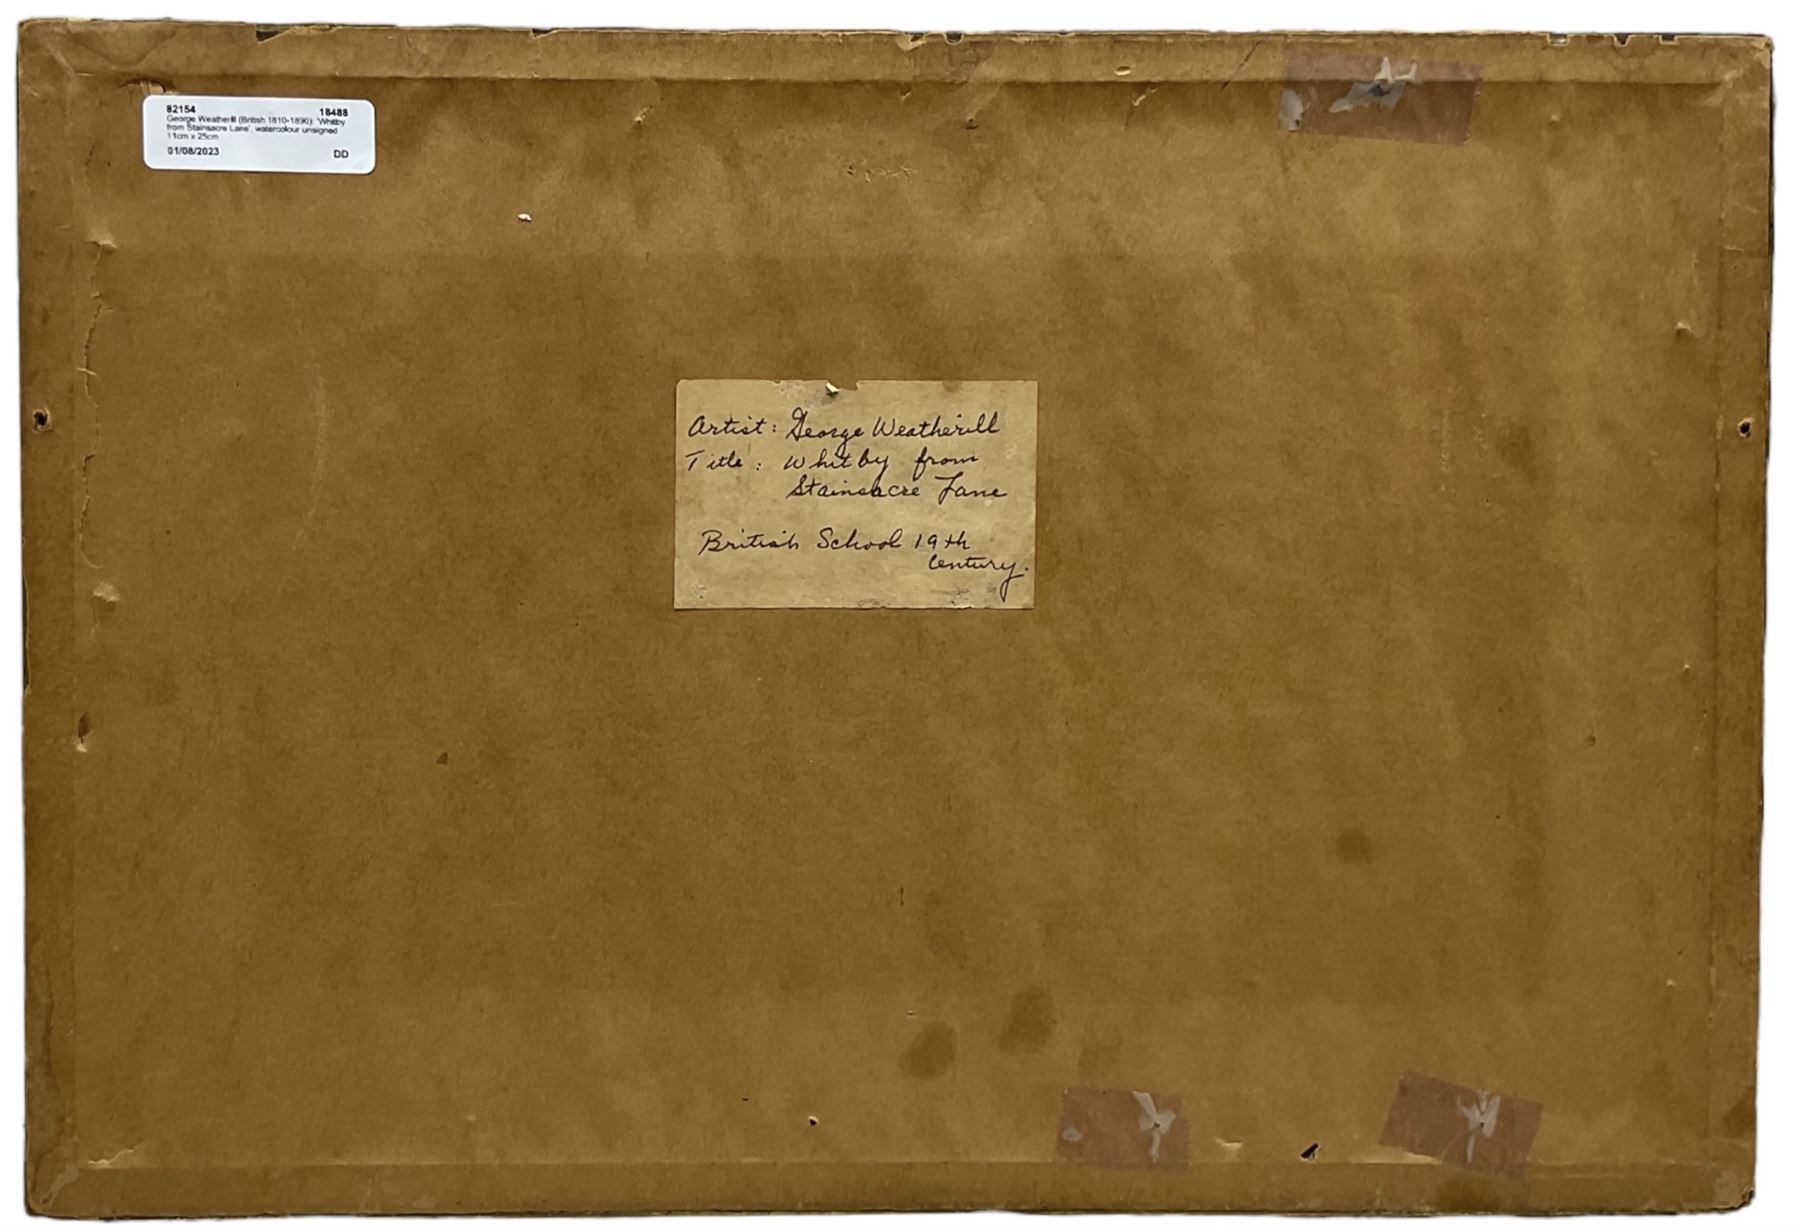 82154 18488
George Weatherill (British 1810-1890): 'Whitby
from Stainsacre Lane', watercolour unsigned
11cm x 25cm
01/08/2023 DD
Artist: George Weatherill
Title: Whitby from
Stainsacre Lane
British School 19th
Century.